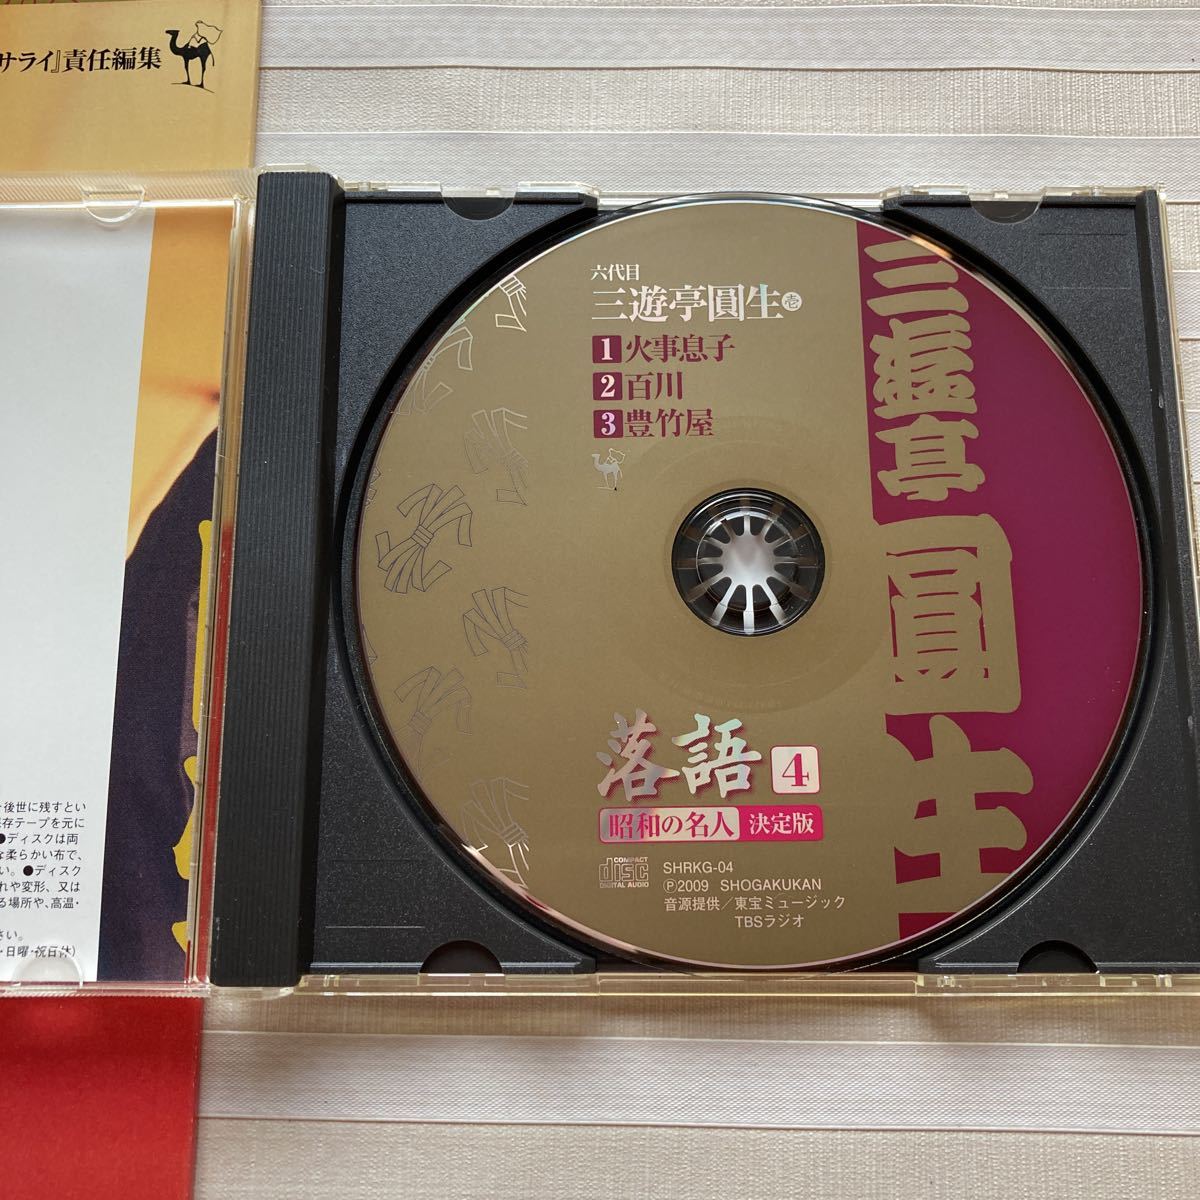 サライ』責任編集
六代目
三遊亭圓生 壱
1 火事息子
2 百川
3 豊竹屋
三遊亭圓生
落語 4
昭和の名人 決定版
COMPACT
disc
DIGITAL AUDIO
SHRKG-04
Ⓟ2009 SHOGAKUKAN
音源提供／東宝ミュージック
TBSラジオ
後世に残すとい
存テープを元に
●ディスクは両
な柔らかい布で、
い。●ディスク
れや変形、又は
る場所や、高温・
さい。
・日曜・祝日休)